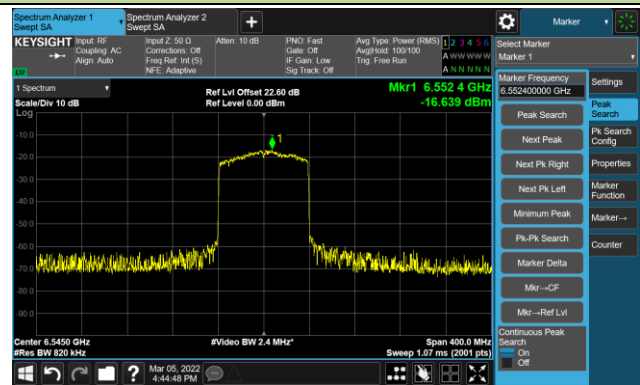 Spectrum Analyzer 1
Swept SA
Spectrum Analyzer 2
Swept SA
+
Marker
KEYSIGHT
Input: RF
Coupling: AC
Align: Auto
Input Z: 50 Ω
Corrections: Off
Freq Ref: Int (S)
NFE: Adaptive
Atten: 10 dB
PNO: Fast
Gate: Off
IF Gain: Low
Sig Track: Off
Avg Type: Power (RMS)
Avg|Hold: 100/100
Trig: Free Run
1 2 3 4 5 6
A W W W W W
A N N N N N
Select Marker
Marker 1
1 Spectrum
Scale/Div 10 dB
Log
Ref Lvl Offset 22.60 dB
Ref Level 0.00 dBm
Mkr1 6.552 4 GHz
-16.639 dBm
1
-10.0
-20.0
-30.0
-40.0
-50.0
-60.0
-70.0
-80.0
-90.0
Center 6.5450 GHz
#Res BW 820 kHz
#Video BW 2.4 MHz*
Span 400.0 MHz
Sweep 1.07 ms (2001 pts)
Marker Frequency
6.552400000 GHz
Peak Search
Next Peak
Next Pk Right
Next Pk Left
Minimum Peak
Pk-Pk Search
Marker Delta
Mkr→CF
Mkr→Ref Lvl
Continuous Peak
Search
On
Off
Settings
Peak
Search
Pk Search
Config
Properties
Marker
Function
Marker→
Counter
?
Mar 05, 2022
4:44:48 PM